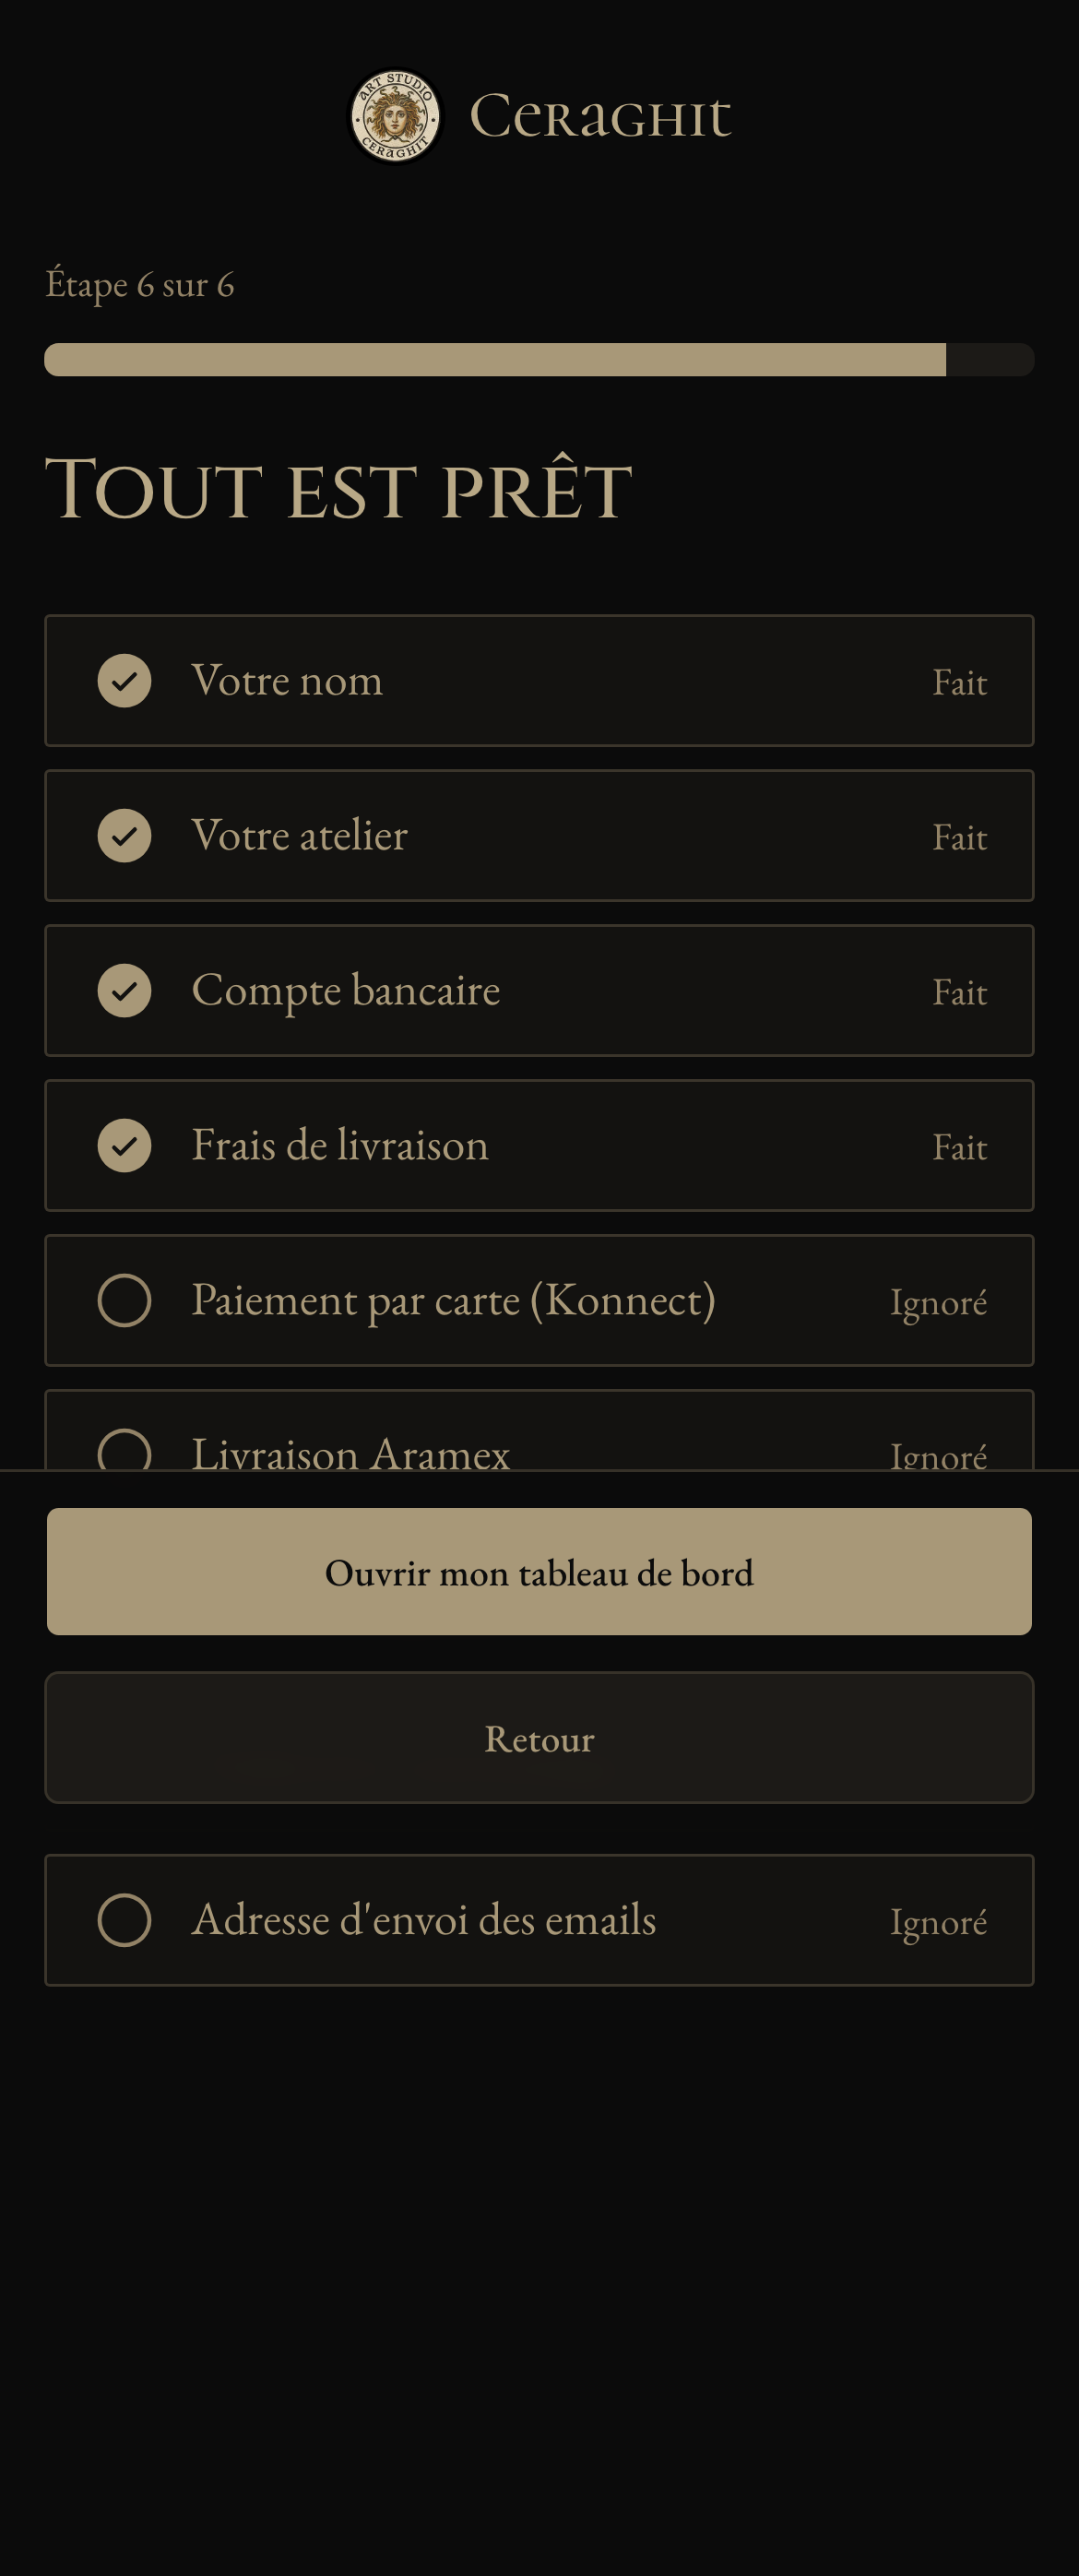 ART STUDIO
CERAGHIT
Ceraghit
Étape 6 sur 6
Tout est prêt
Votre nom
Fait
Votre atelier
Fait
Compte bancaire
Fait
Frais de livraison
Fait
Paiement par carte (Konnect)
Ignoré
Livraison Aramex
Ignoré
Ouvrir mon tableau de bord
Retour
Adresse d'envoi des emails
Ignoré